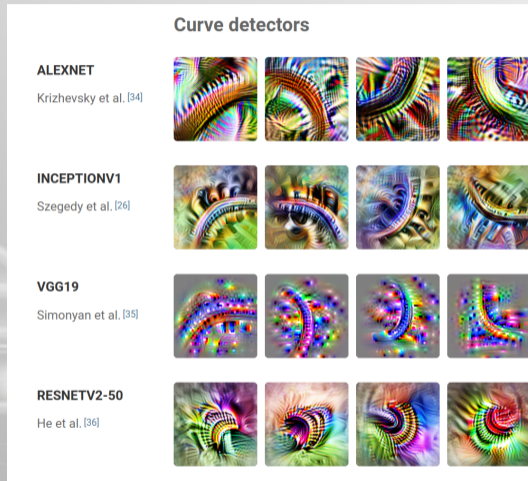 Curve detectors
ALEXNET
Krizhevsky et al. [34]
INCEPTIONV1
Szegedy et al. [26]
VGG19
Simonyan et al. [35]
RESNETV2-50
He et al. [36]